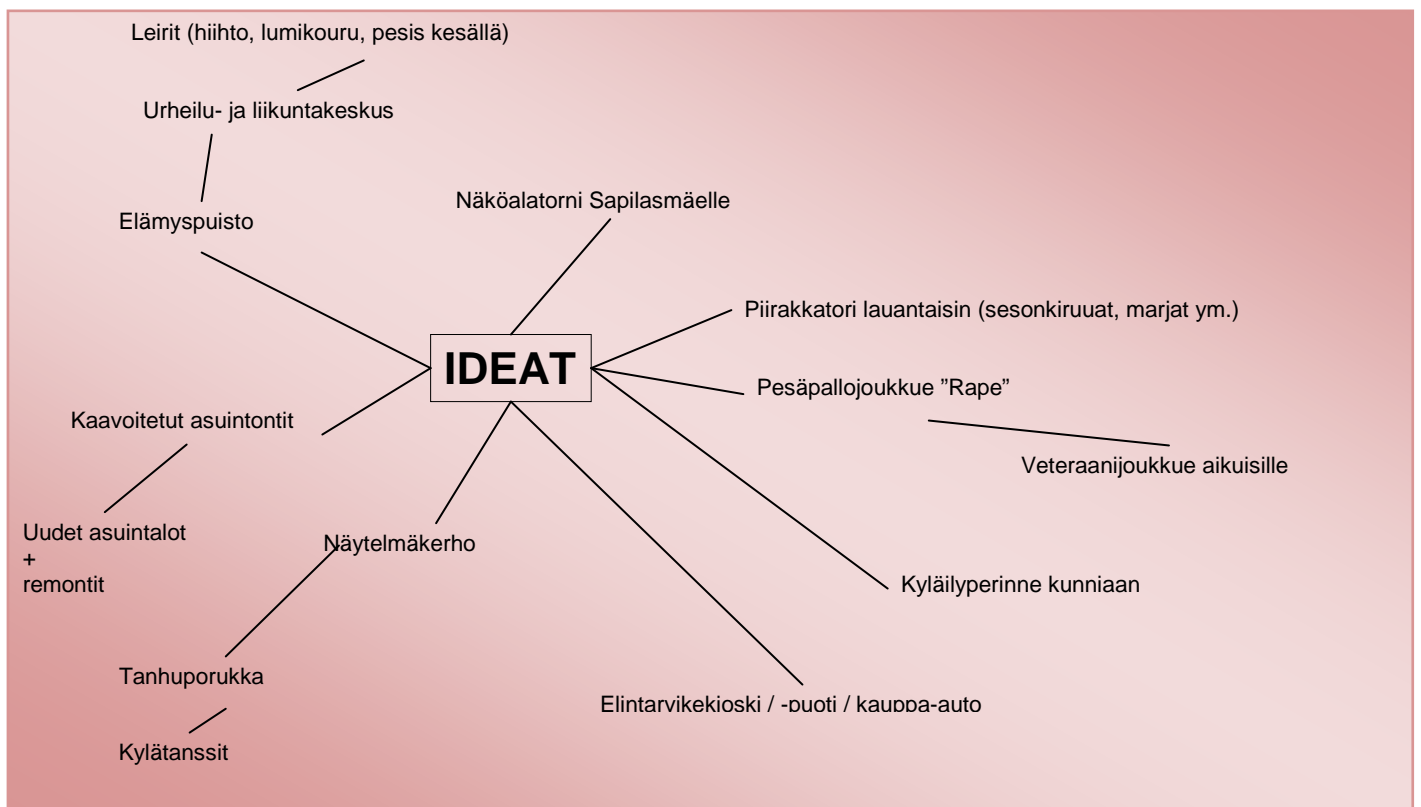 Leirit (hiihto, lumikouru, pesis kesällä)
Urheilu- ja liikuntakeskus
Näköalatorni Sapilasmäelle
Elämyspuisto
Piirakkatori lauantaisin (sesonkiruuat, marjat ym.)
IDEAT
Pesäpallojoukkue ”Rape”
Kaavoitetut asuintontit
Veteraanijoukkue aikuisille
Uudet asuintalot
+
remontit
Näytelmäkerho
Kyläilyperinne kunniaan
Tanhuporukka
Elintarvikekioski / -puoti / kauppa-auto
Kylätanssit